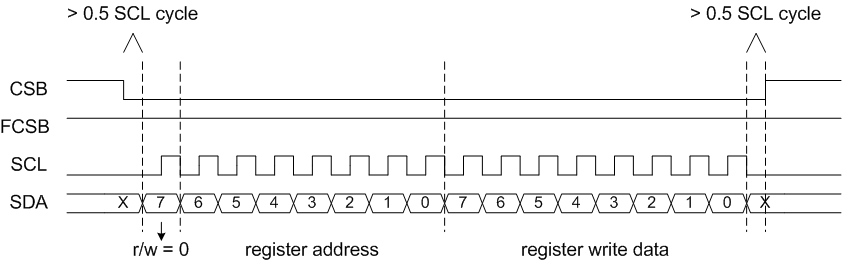 > 0.5 SCL cycle > 0.5 SCL cycle
CSB
FCSB
SCL
SDA X 7 6 5 4 3 2 1 0 7 6 5 4 3 2 1 0 X
r/w = 0 register address register write data